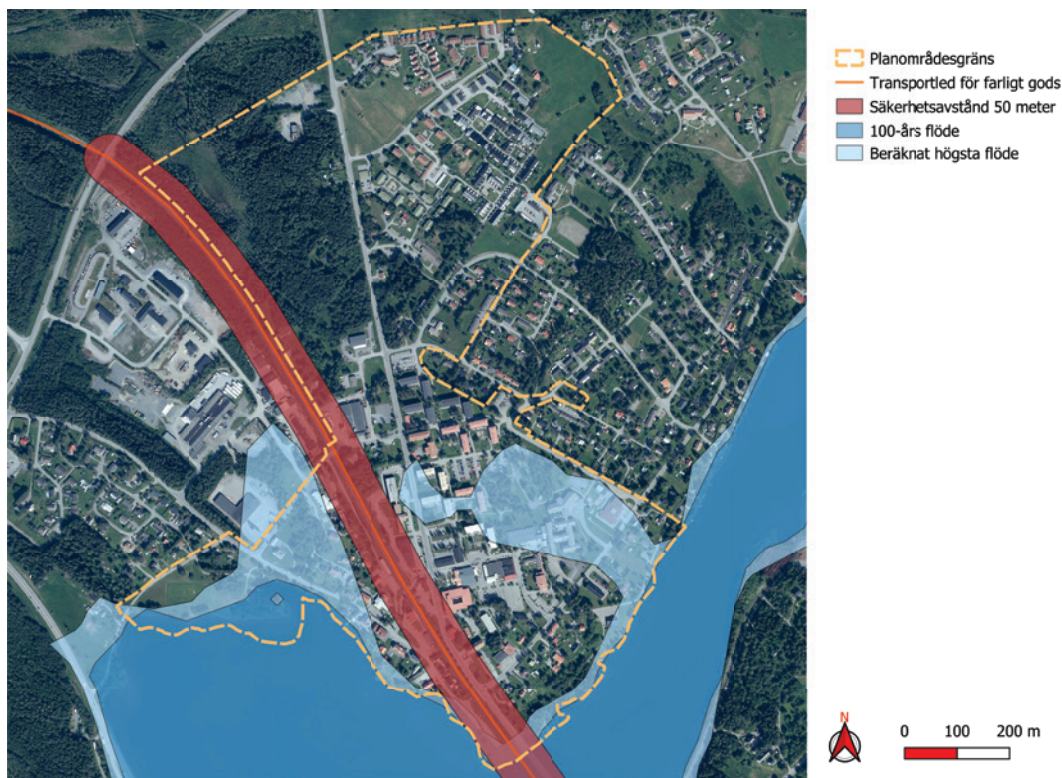 Planområdesgräns
Transportled för farligt gods
Säkerhetsavstånd 50 meter
100-års flöde
Beräknat högsta flöde
N
0 100 200 m